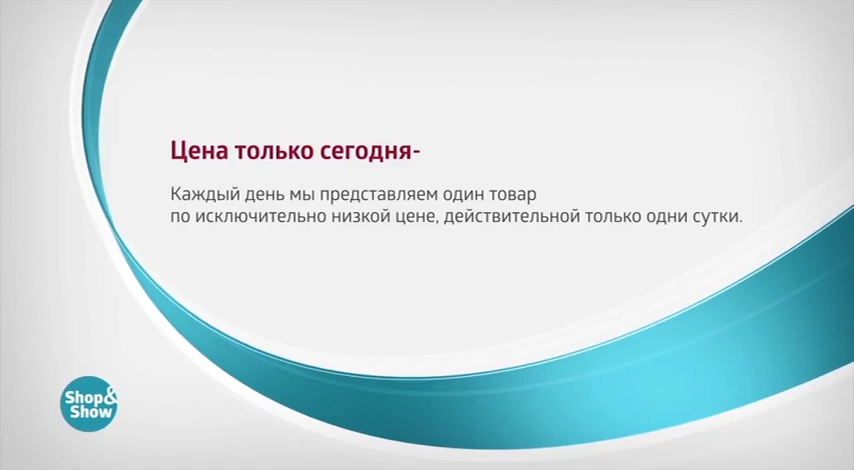 Цена только сегодня-
Каждый день мы представляем один товар
по исключительно низкой цене, действительной только одни сутки.
Shop&
Show